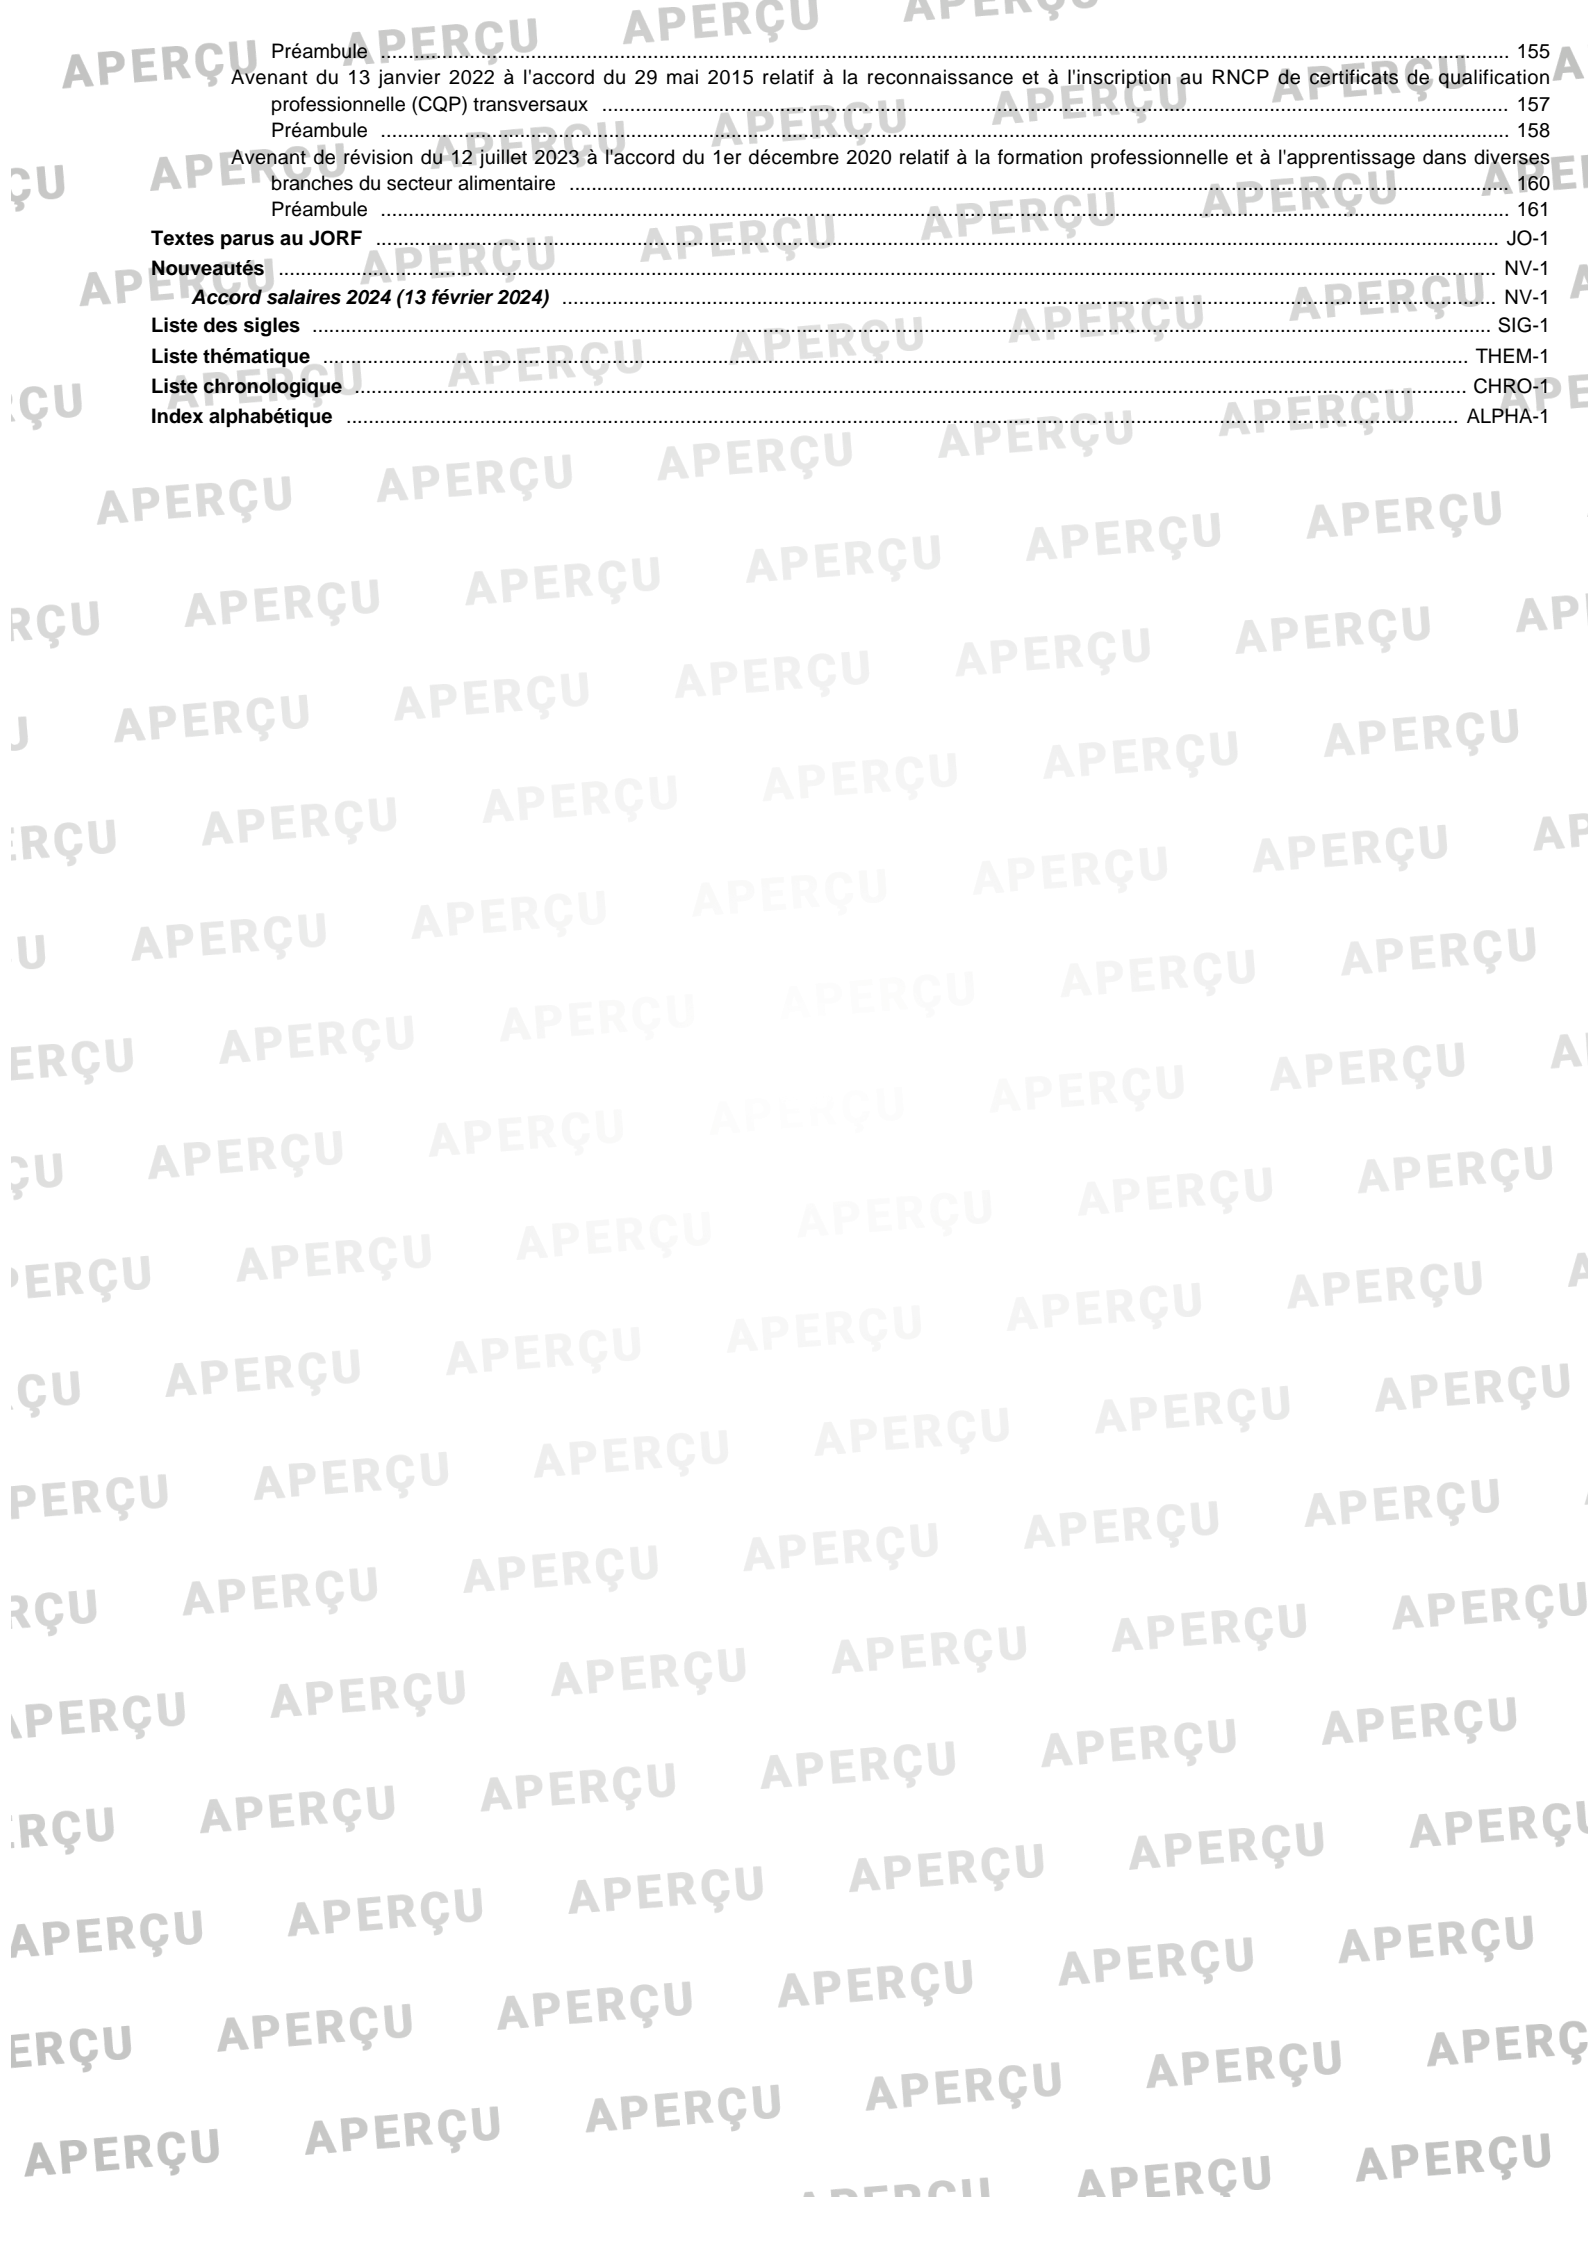 Préambule ........ 155
Avenant du 13 janvier 2022 à l'accord du 29 mai 2015 relatif à la reconnaissance et à l'inscription au RNCP de certificats de qualification
professionnelle (CQP) transversaux ........ 157
Préambule ........ 158
Avenant de révision du 12 juillet 2023 à l'accord du 1er décembre 2020 relatif à la formation professionnelle et à l'apprentissage dans diverses
branches du secteur alimentaire ........ 160
Préambule ........ 161
Textes parus au JORF ........ JO-1
Nouveautés ........ NV-1
Accord salaires 2024 (13 février 2024) ........ NV-1
Liste des sigles ........ SIG-1
Liste thématique ........ THEM-1
Liste chronologique ........ CHRO-1
Index alphabétique ........ ALPHA-1
APERÇU